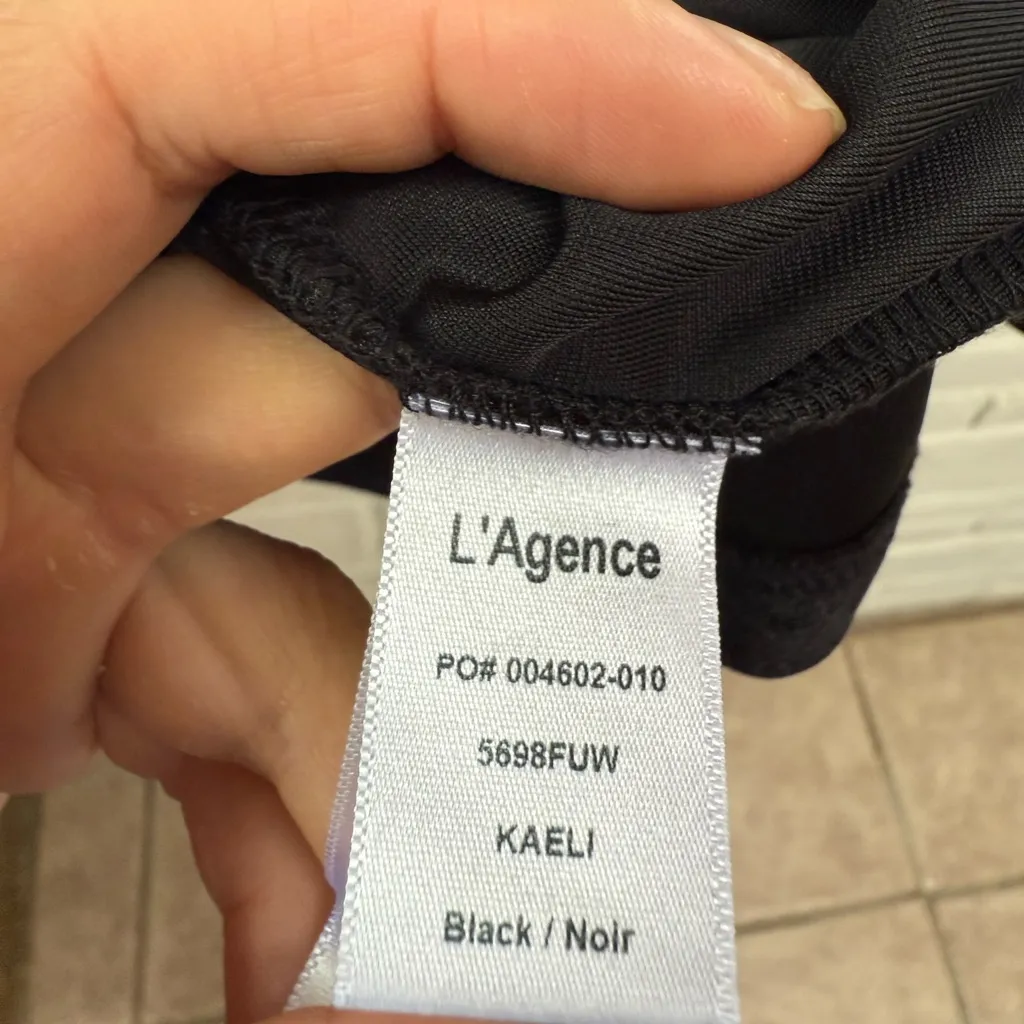 L'Agence
PO# 004602-010
5698FUW
KAELI
Black / Noir